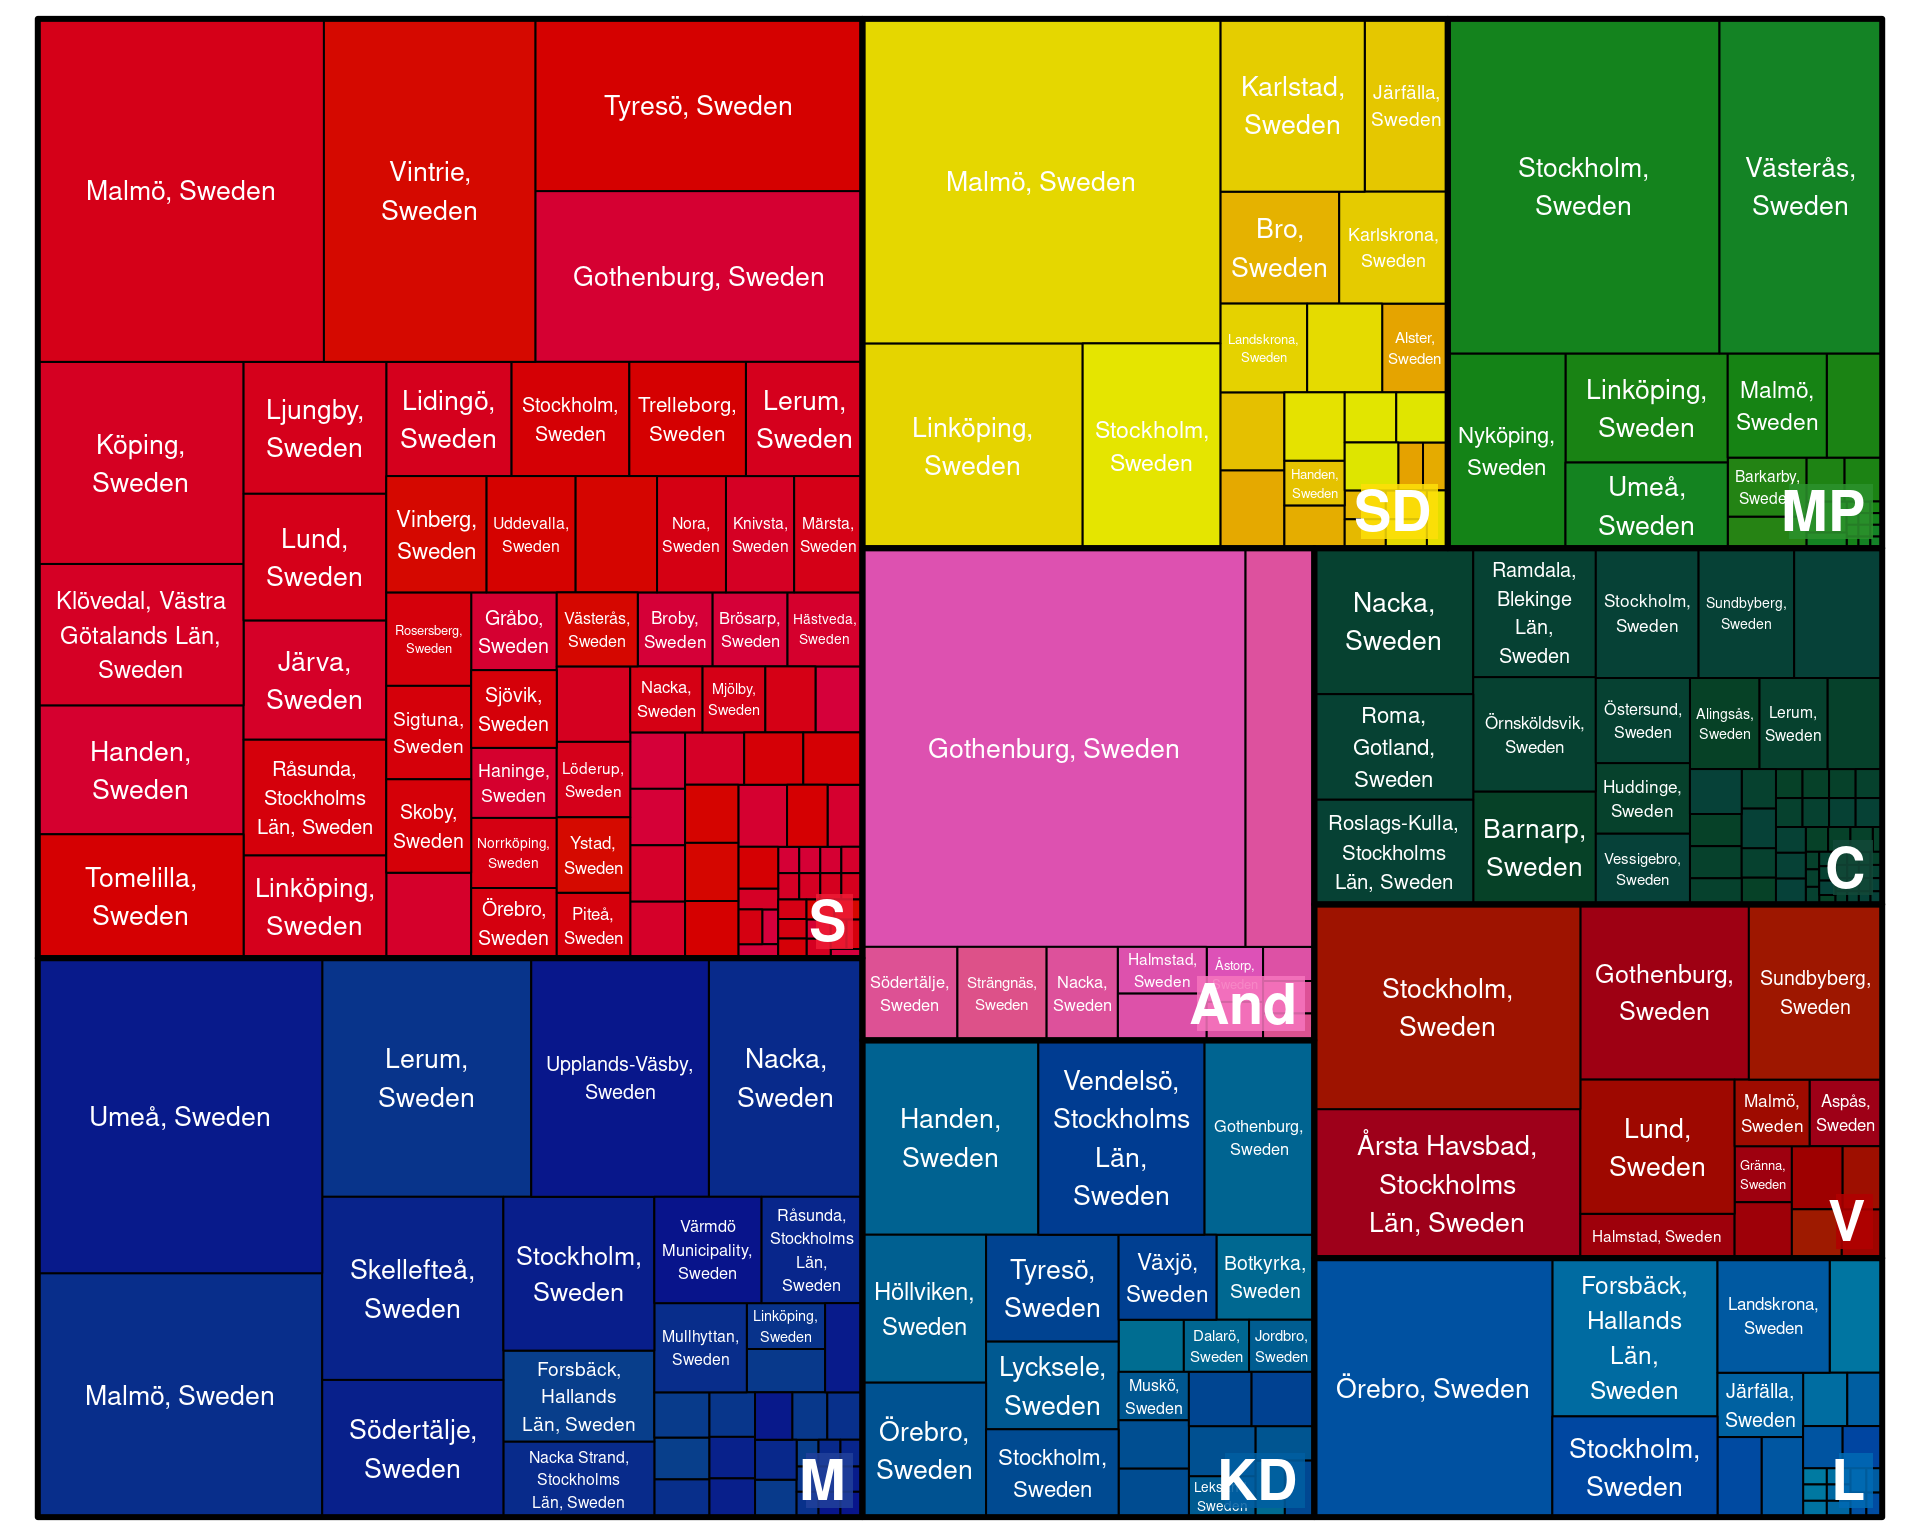 Malmö, Sweden
Vintrie,
Sweden
Tyresö, Sweden
Gothenburg, Sweden
Köping,
Sweden
Klövedal, Västra
Götalands Län,
Sweden
Handen,
Sweden
Tomelilla,
Sweden
Ljungby,
Sweden
Lund,
Sweden
Järva,
Sweden
Råsunda,
Stockholms
Län, Sweden
Linköping,
Sweden
Lidingö,
Sweden
Stockholm,
Sweden
Trelleborg,
Sweden
Lerum,
Sweden
Vinberg,
Sweden
Uddevalla,
Sweden
Nora,
Sweden
Knivsta,
Sweden
Märsta,
Sweden
Rosersberg,
Sweden
Sigtuna,
Sweden
Skoby,
Sweden
Gråbo,
Sweden
Sjövik,
Sweden
Haninge,
Sweden
Norrköping,
Sweden
Örebro,
Sweden
Västerås,
Sweden
Broby,
Sweden
Brösarp,
Sweden
Hästveda,
Sweden
Löderup,
Sweden
Ystad,
Sweden
Piteå,
Sweden
Nacka,
Sweden
Mjölby,
Sweden
S
Umeå, Sweden
Malmö, Sweden
Lerum,
Sweden
Upplands-Väsby,
Sweden
Nacka,
Sweden
Skellefteå,
Sweden
Södertälje,
Sweden
Stockholm,
Sweden
Forsbäck,
Hallands
Län, Sweden
Nacka Strand,
Stockholms
Län, Sweden
Värmdö
Municipality,
Sweden
Råsunda,
Stockholms
Län,
Sweden
Mullhyttan,
Sweden
Linköping,
Sweden
M
Malmö, Sweden
Linköping,
Sweden
Stockholm,
Sweden
Karlstad,
Sweden
Järfälla,
Sweden
Bro,
Sweden
Karlskrona,
Sweden
Landskrona,
Sweden
Alster,
Sweden
Handen,
Sweden
SD
Stockholm,
Sweden
Västerås,
Sweden
Nyköping,
Sweden
Linköping,
Sweden
Umeå,
Sweden
Malmö,
Sweden
Barkarby,
Sweden
MP
Gothenburg, Sweden
Södertälje,
Sweden
Strängnäs,
Sweden
Nacka,
Sweden
Halmstad,
Sweden
Åstorp,
And
Nacka,
Sweden
Roma,
Gotland,
Sweden
Roslags-Kulla,
Stockholms
Län, Sweden
Ramdala,
Blekinge
Län,
Sweden
Örnsköldsvik,
Sweden
Barnarp,
Sweden
Stockholm,
Sweden
Sundbyberg,
Sweden
Östersund,
Sweden
Huddinge,
Sweden
Vessigebro,
Sweden
Alingsås,
Sweden
Lerum,
Sweden
C
Handen,
Sweden
Vendelsö,
Stockholms
Län,
Sweden
Gothenburg,
Sweden
Höllviken,
Sweden
Örebro,
Sweden
Tyresö,
Sweden
Lycksele,
Sweden
Stockholm,
Sweden
Växjö,
Sweden
Botkyrka,
Sweden
Dalarö,
Sweden
Jordbro,
Sweden
Muskö,
Sweden
Sweden
KD
Stockholm,
Sweden
Årsta Havsbad,
Stockholms
Län, Sweden
Gothenburg,
Sweden
Sundbyberg,
Sweden
Lund,
Sweden
Halmstad, Sweden
Malmö,
Sweden
Aspås,
Sweden
Gränna,
Sweden
V
Örebro, Sweden
Forsbäck,
Hallands
Län,
Sweden
Stockholm,
Sweden
Landskrona,
Sweden
Järfälla,
Sweden
L